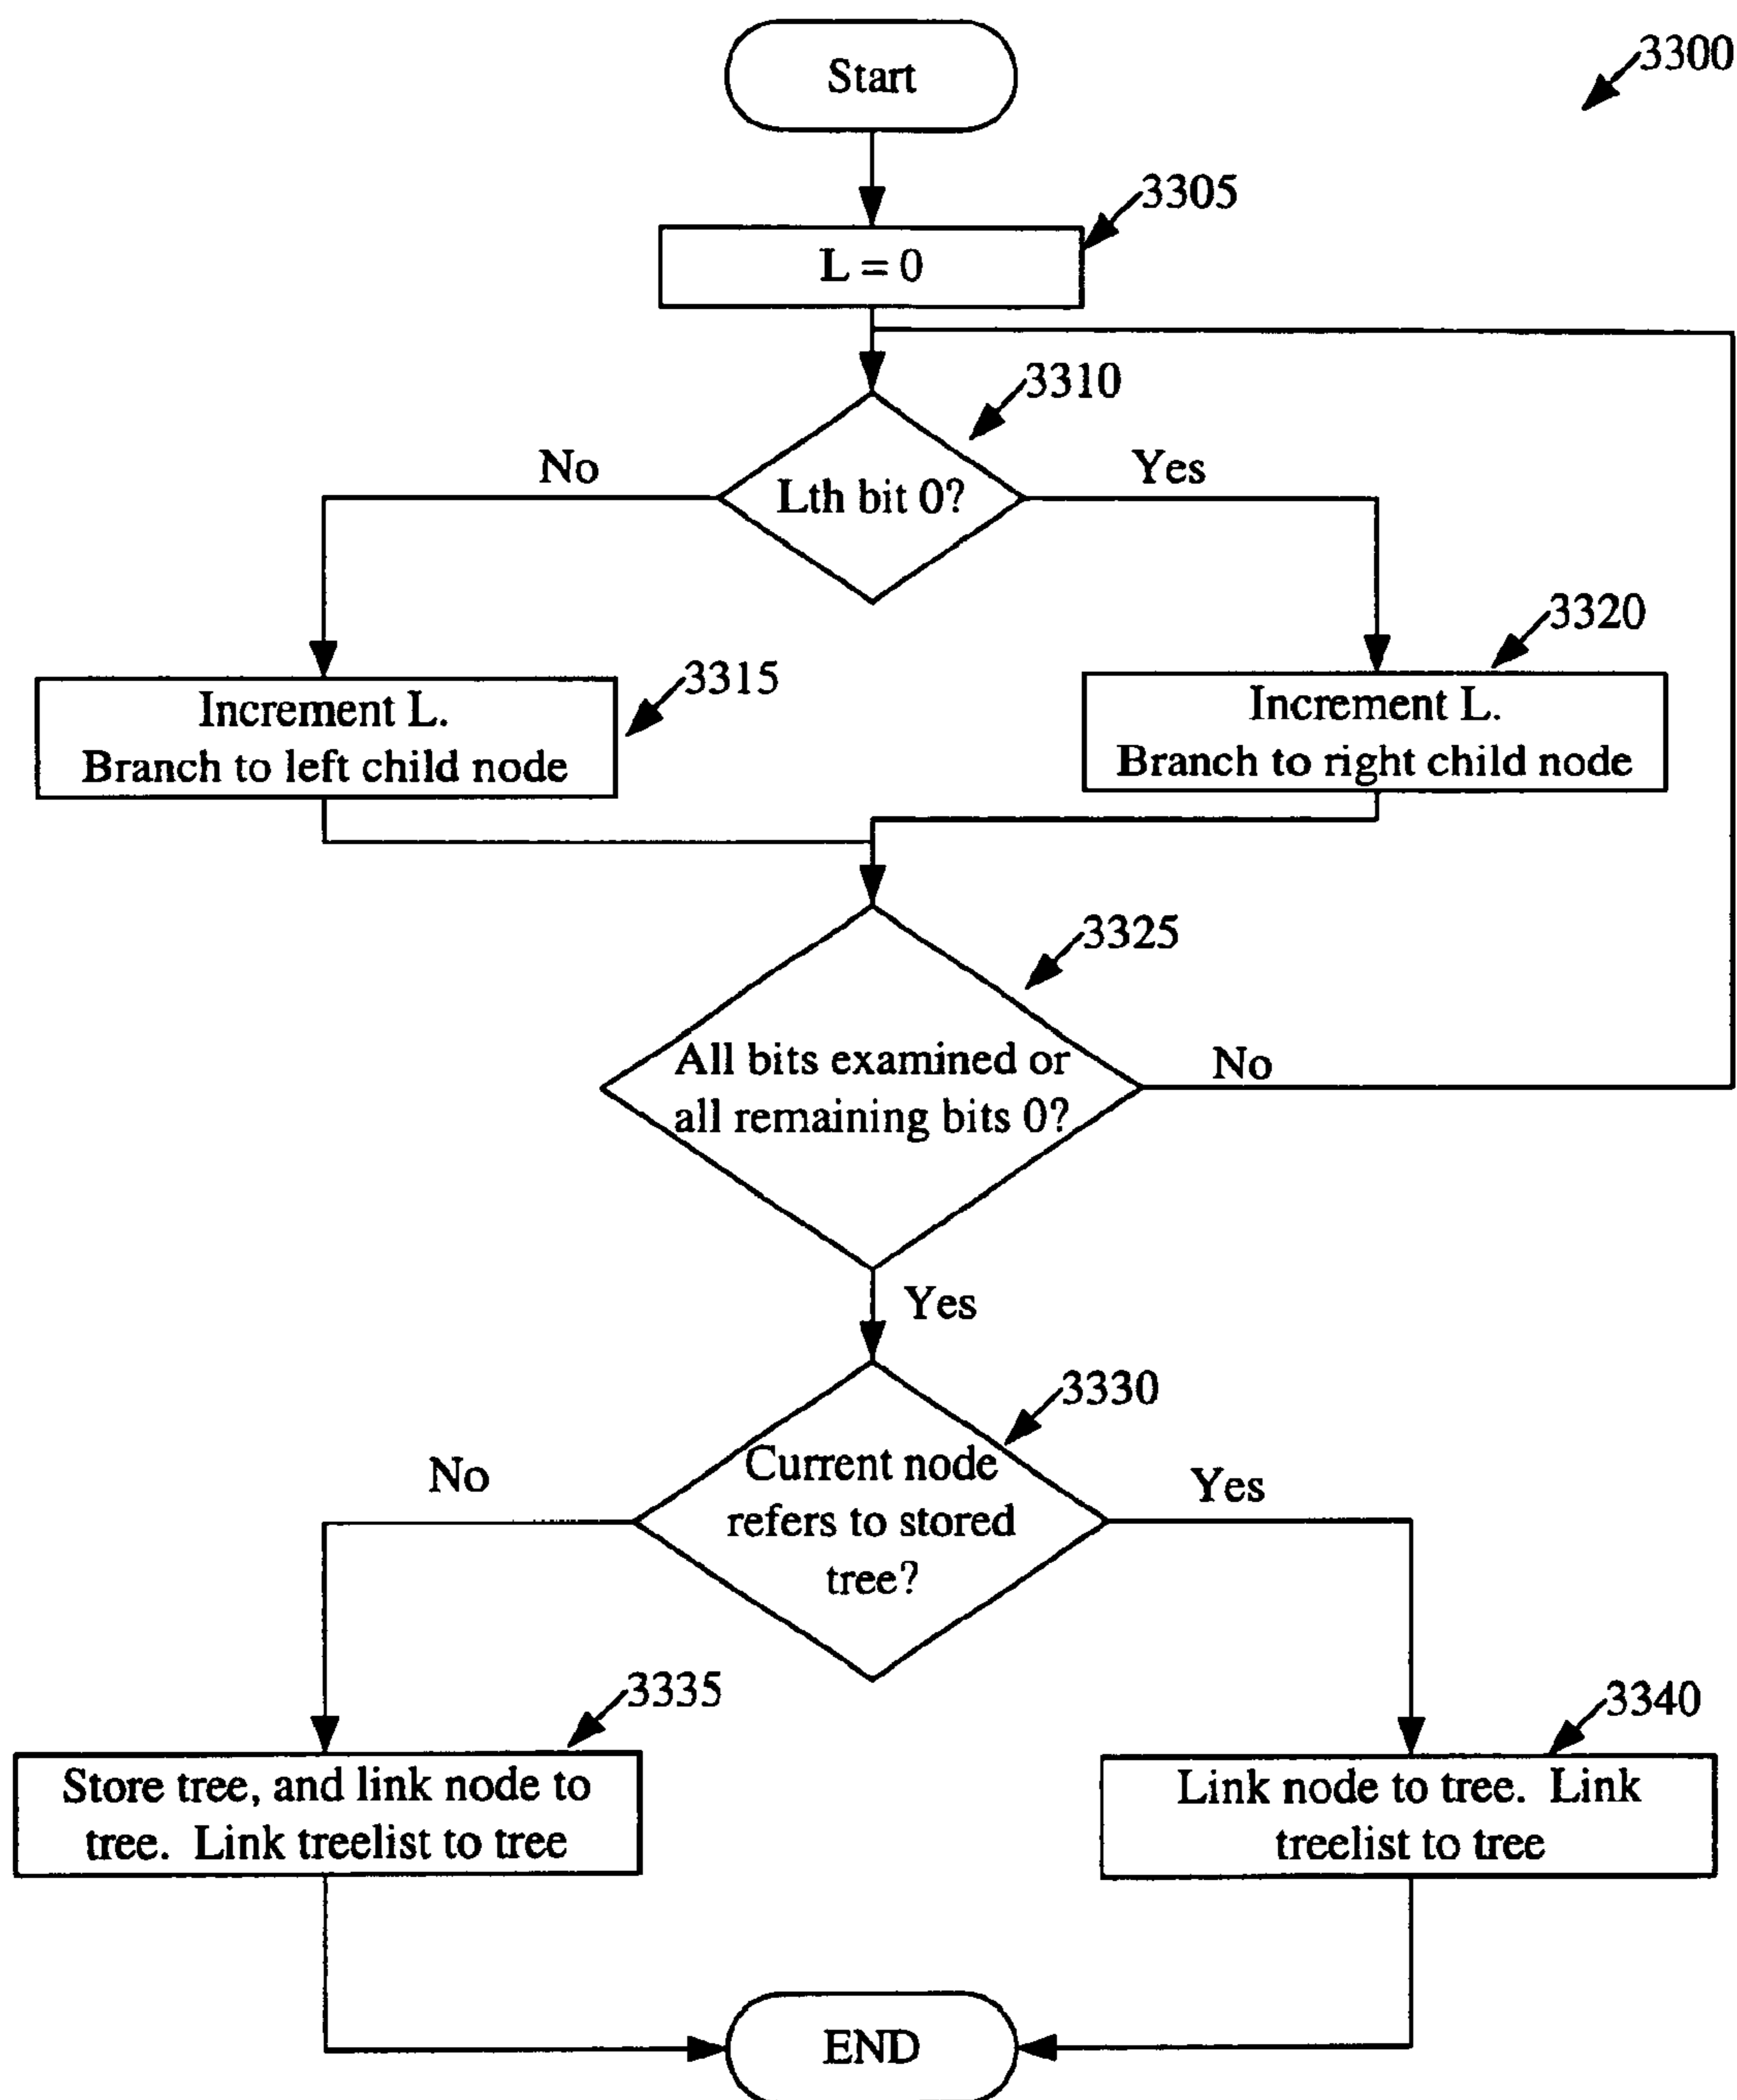 Start
3300
3305
L = 0
3310
No
Yes
Lth bit 0?
3320
3315
Increment L.
Branch to left child node
Increment L.
Branch to right child node
3325
All bits examined or
all remaining bits 0?
No
Yes
3330
No
Yes
Current node
refers to stored
tree?
3335
3340
Store tree, and link node to
tree. Link treelist to tree
Link node to tree. Link
treelist to tree
END